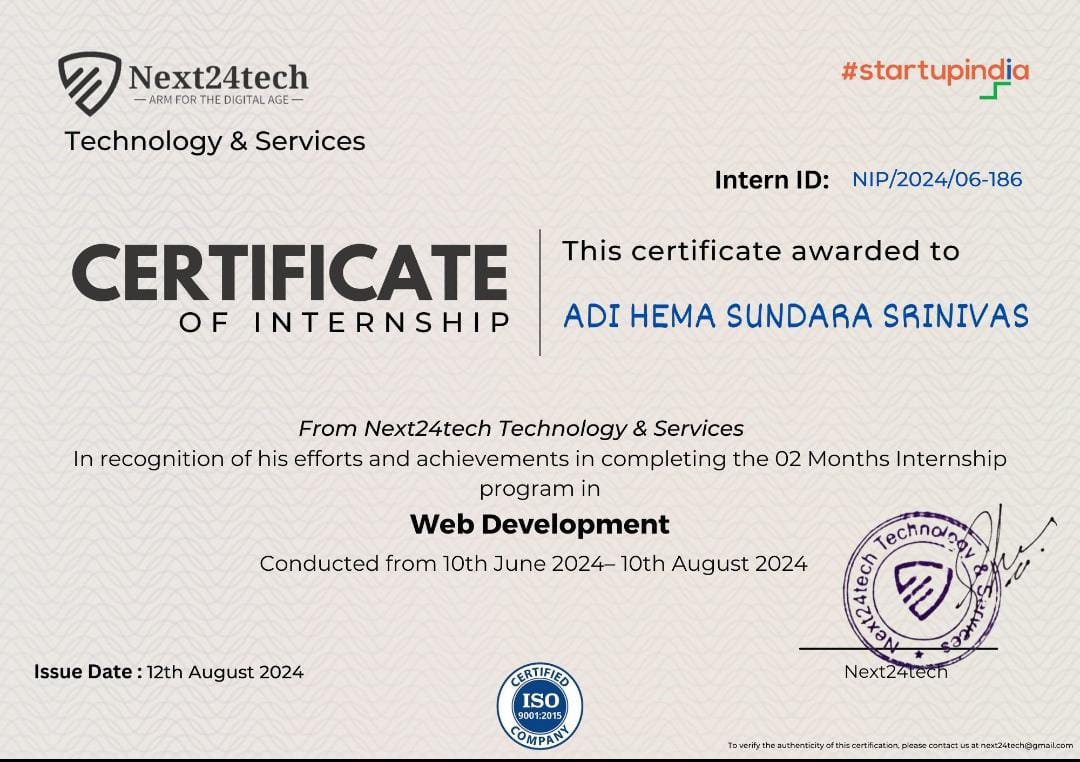 Next24tech
ARM FOR THE DIGITAL AGE
Technology & Services
#startupindia
Intern ID: NIP/2024/06-186
CERTIFICATE
OF INTERNSHIP
This certificate awarded to
ADI HEMA SUNDARA SRINIVAS
From Next24tech Technology & Services
In recognition of his efforts and achievements in completing the 02 Months Internship
program in
Web Development
Conducted from 10th June 2024– 10th August 2024
Next24tech Technology & Services
Issue Date : 12th August 2024
CERTIFIED
ISO
9001:2015
COMPANY
Next24tech
To verify the authenticity of this certification, please contact us at next24tech@gmail.com